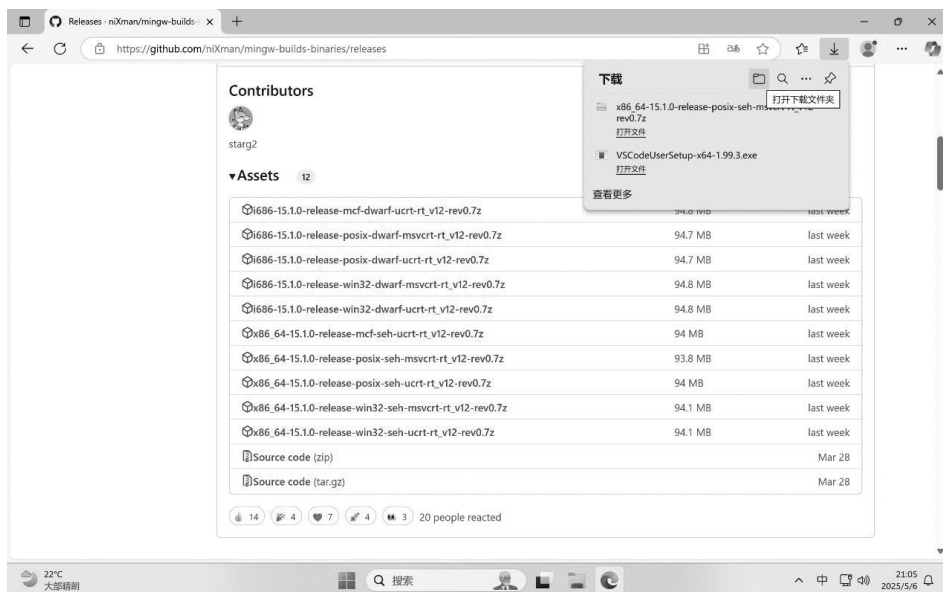 Releases · niXman/mingw-builds-
https://github.com/niXman/mingw-builds-binaries/releases
下载
打开下载文件夹
x86_64-15.1.0-release-posix-seh-ms
rev0.7z
打开文件
VSCodeUserSetup-x64-1.99.3.exe
打开文件
查看更多
Contributors
starg2
Assets 12
i686-15.1.0-release-mcf-dwarf-ucrt-rt_v12-rev0.7z 94.8 MB last week
i686-15.1.0-release-posix-dwarf-msvcrt-rt_v12-rev0.7z 94.7 MB last week
i686-15.1.0-release-posix-dwarf-ucrt-rt_v12-rev0.7z 94.7 MB last week
i686-15.1.0-release-win32-dwarf-msvcrt-rt_v12-rev0.7z 94.8 MB last week
i686-15.1.0-release-win32-dwarf-ucrt-rt_v12-rev0.7z 94.8 MB last week
x86_64-15.1.0-release-mcf-seh-ucrt-rt_v12-rev0.7z 94 MB last week
x86_64-15.1.0-release-posix-seh-msvcrt-rt_v12-rev0.7z 93.8 MB last week
x86_64-15.1.0-release-posix-seh-ucrt-rt_v12-rev0.7z 94 MB last week
x86_64-15.1.0-release-win32-seh-msvcrt-rt_v12-rev0.7z 94.1 MB last week
x86_64-15.1.0-release-win32-seh-ucrt-rt_v12-rev0.7z 94.1 MB last week
Source code (zip) Mar 28
Source code (tar.gz) Mar 28
14 4 7 4 3 20 people reacted
22°C
大部晴朗
搜索
中
21:05
2025/5/6